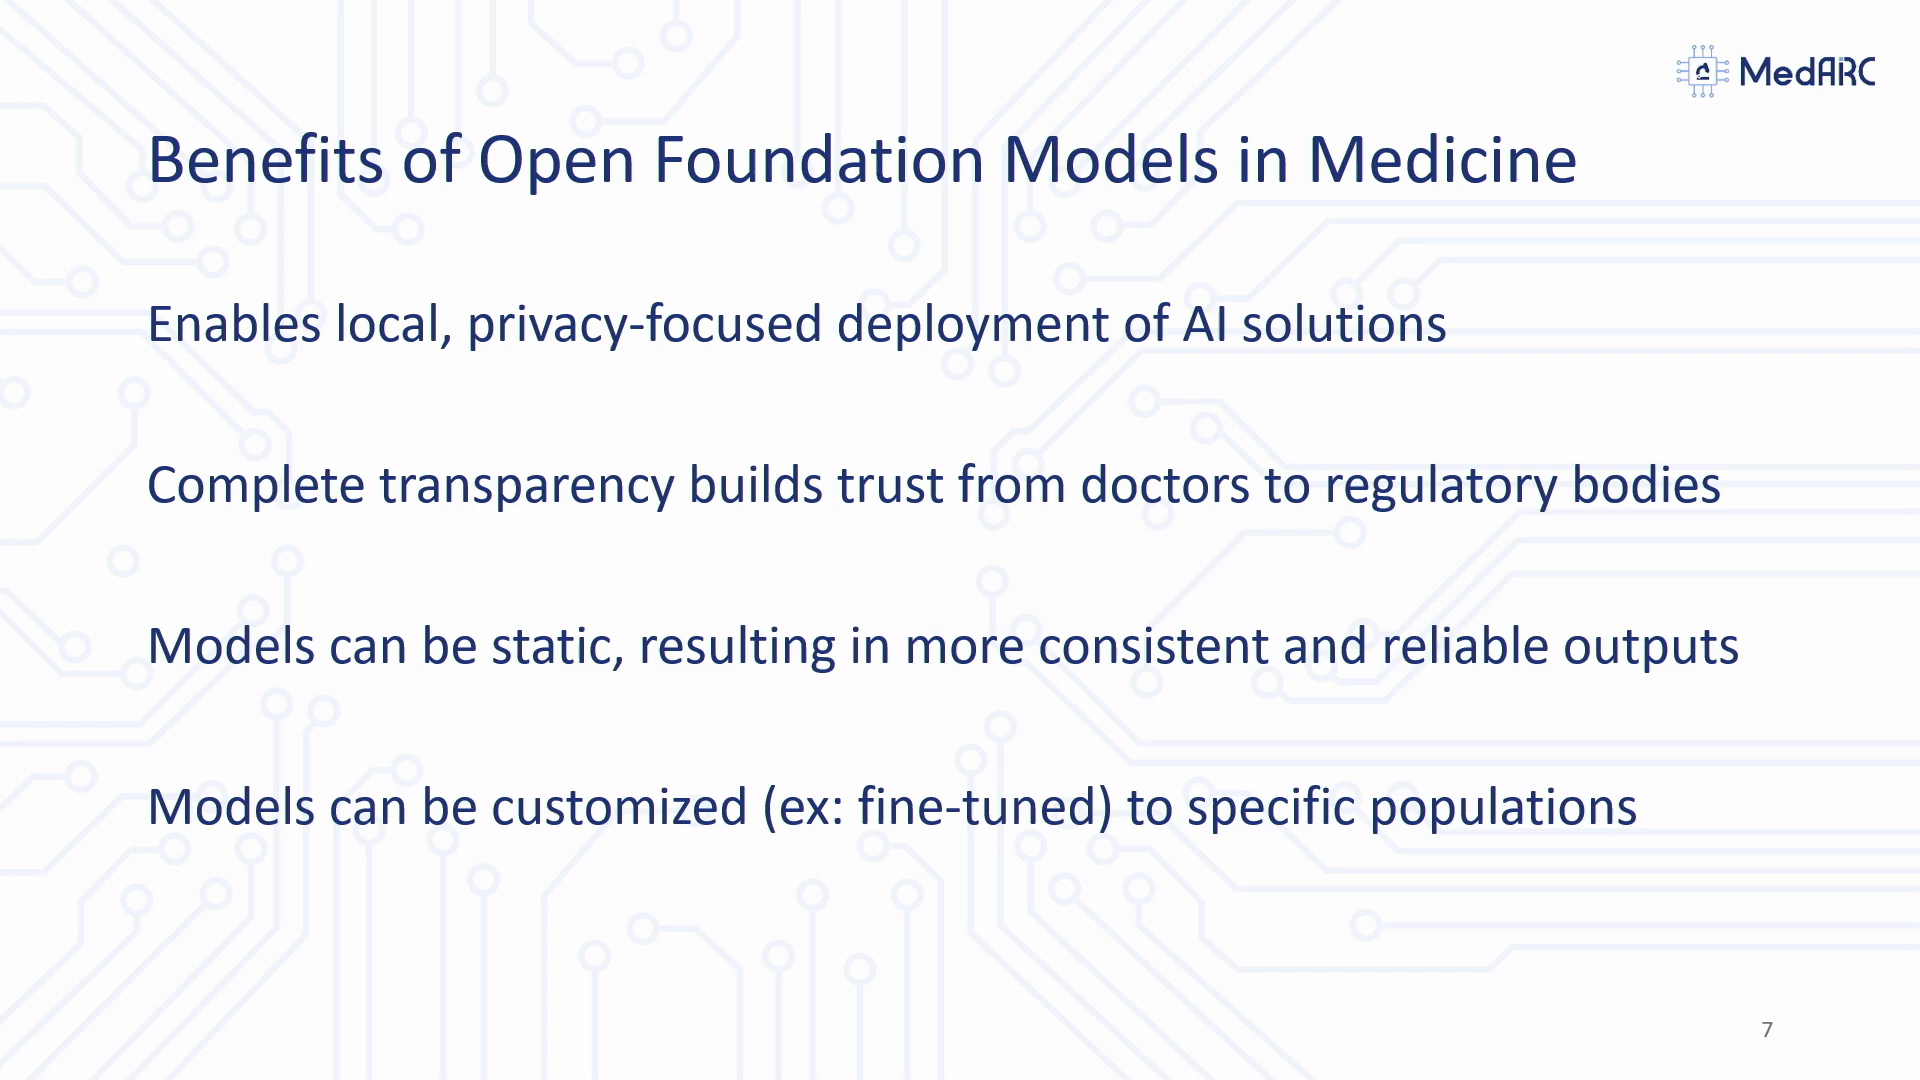 MedARC
Benefits of Open Foundation Models in Medicine
Enables local, privacy-focused deployment of AI solutions
Complete transparency builds trust from doctors to regulatory bodies
Models can be static, resulting in more consistent and reliable outputs
Models can be customized (ex: fine-tuned) to specific populations
7